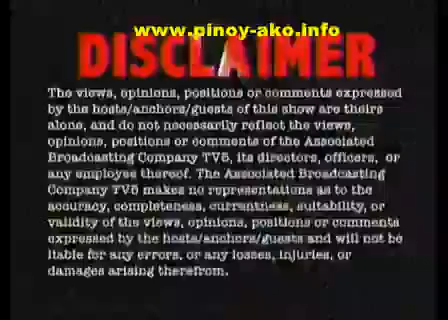 www.pinoy-ako.info
DISCLAIMER
The views, opinions, positions or comments expressed
by the hosts/anchors/guests of this show are theirs
alone, and do not necessarily reflect the views,
opinions, positions or comments of the Associated
Broadcasting Company TV5, its directors, officers, or
any employee thereof. The Associated Broadcasting
Company TV5 makes no representations as to the
accuracy, completeness, currentness, suitability, or
validity of the views, opinions, positions or comments
expressed by the hosts/anchors/guests and will not be
liable for any errors, or any losses, injuries, or
damages arising therefrom.